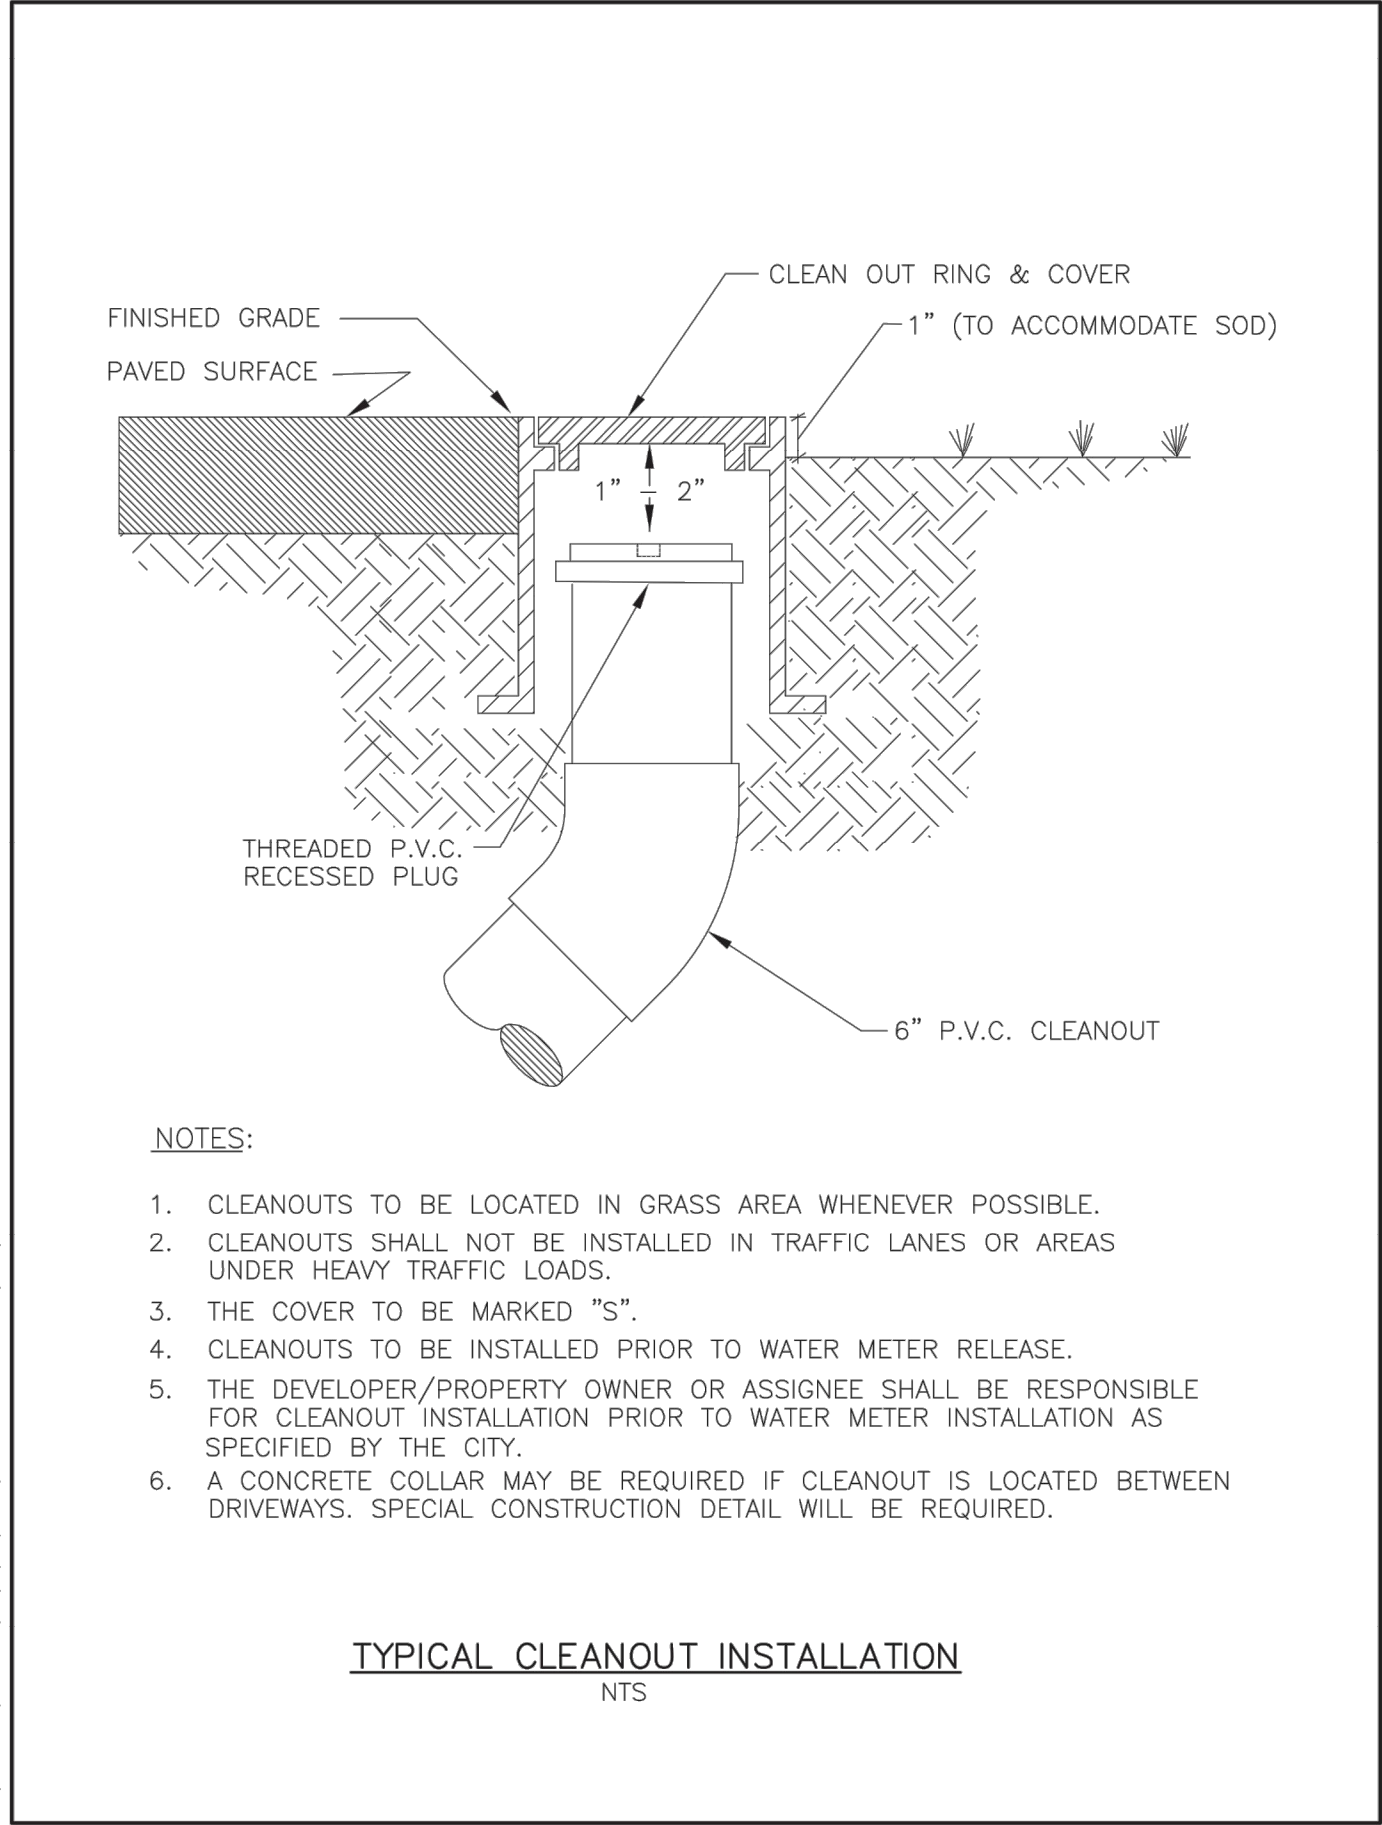 CLEAN OUT RING & COVER
FINISHED GRADE
1” (TO ACCOMMODATE SOD)
PAVED SURFACE
1” – 2”
THREADED P.V.C.
RECESSED PLUG
6” P.V.C. CLEANOUT
NOTES:
1. CLEANOUTS TO BE LOCATED IN GRASS AREA WHENEVER POSSIBLE.
2. CLEANOUTS SHALL NOT BE INSTALLED IN TRAFFIC LANES OR AREAS
UNDER HEAVY TRAFFIC LOADS.
3. THE COVER TO BE MARKED ”S”.
4. CLEANOUTS TO BE INSTALLED PRIOR TO WATER METER RELEASE.
5. THE DEVELOPER/PROPERTY OWNER OR ASSIGNEE SHALL BE RESPONSIBLE
FOR CLEANOUT INSTALLATION PRIOR TO WATER METER INSTALLATION AS
SPECIFIED BY THE CITY.
6. A CONCRETE COLLAR MAY BE REQUIRED IF CLEANOUT IS LOCATED BETWEEN
DRIVEWAYS. SPECIAL CONSTRUCTION DETAIL WILL BE REQUIRED.
TYPICAL CLEANOUT INSTALLATION
NTS